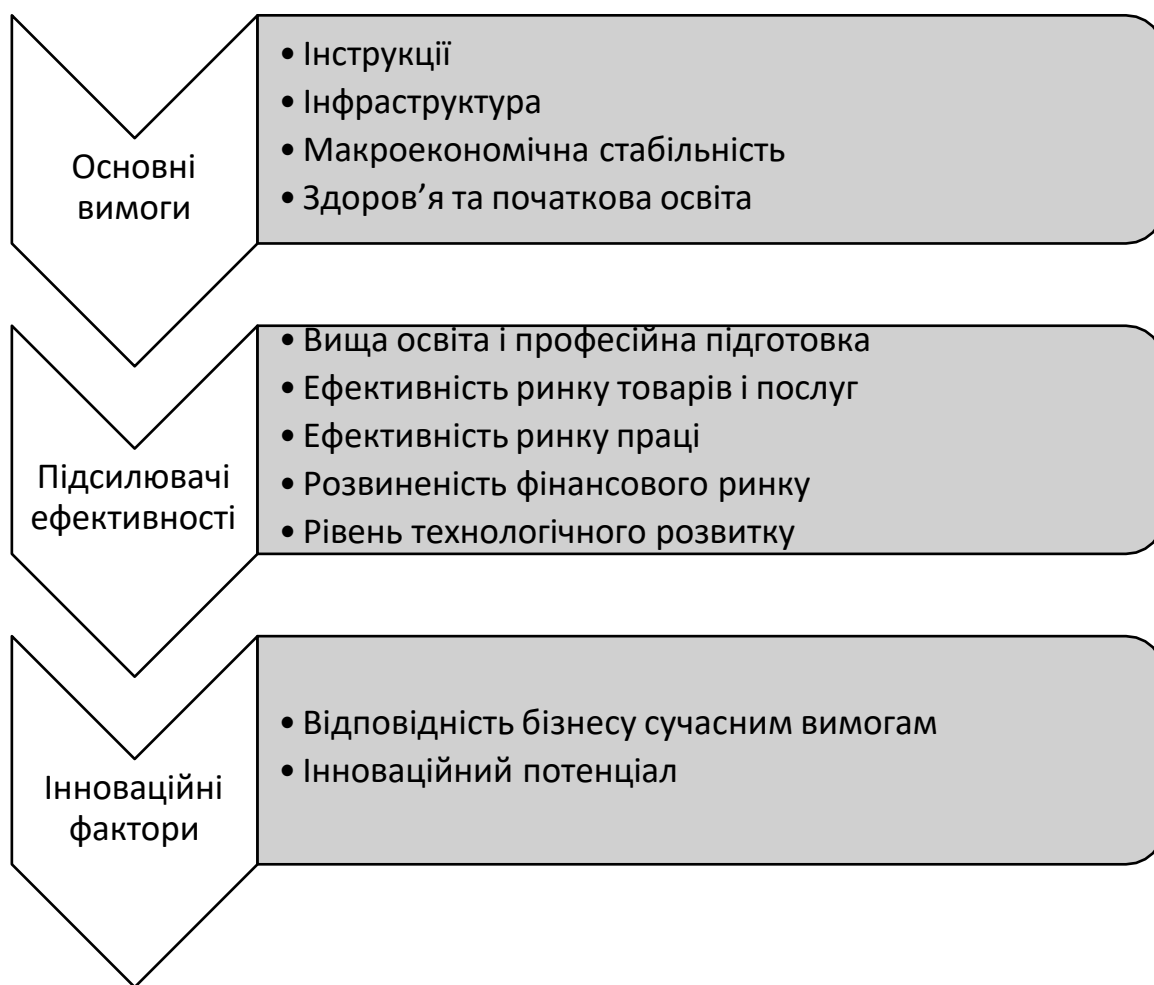 Основні
вимоги
• Інструкції
• Інфраструктура
• Макроекономічна стабільність
• Здоров’я та початкова освіта
Підсилювачі
ефективності
• Вища освіта і професійна підготовка
• Ефективність ринку товарів і послуг
• Ефективність ринку праці
• Розвиненість фінансового ринку
• Рівень технологічного розвитку
Інноваційні
фактори
• Відповідність бізнесу сучасним вимогам
• Інноваційний потенціал